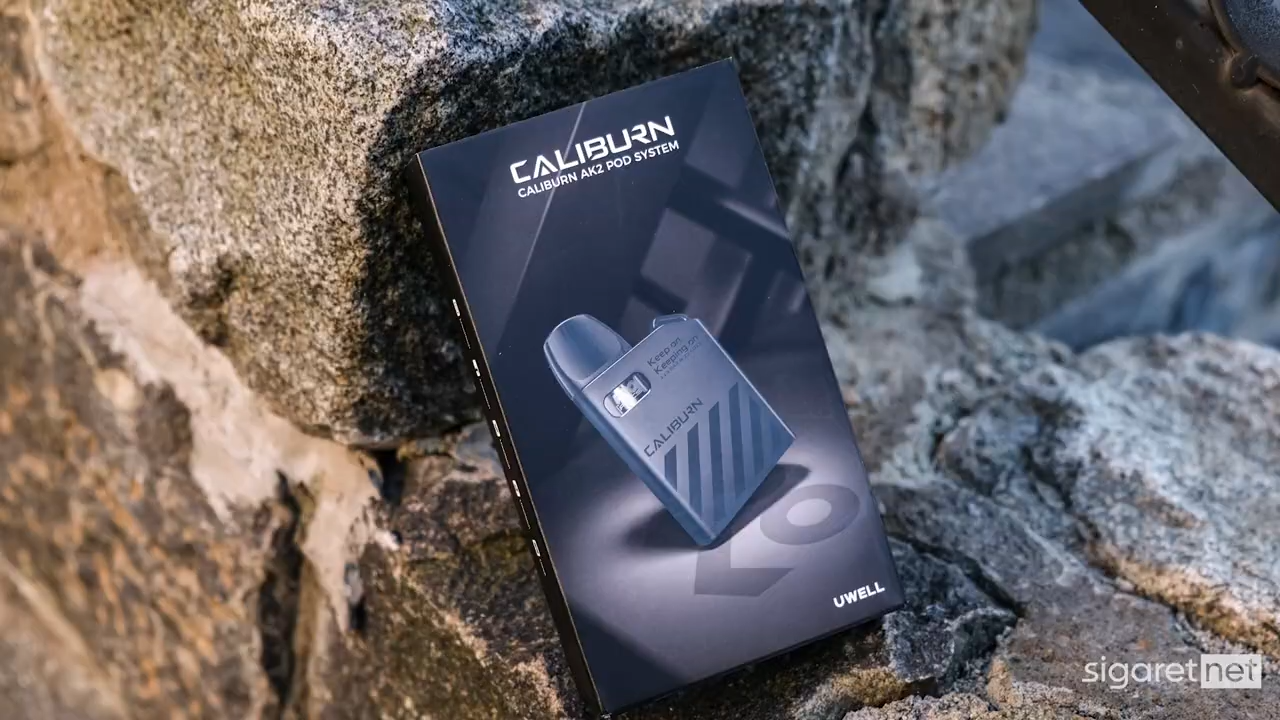 CALIBURN
CALIBURN AK2 POD SYSTEM
Keep on
Keeping on
CALIBURN
UWELL
sigaretnet